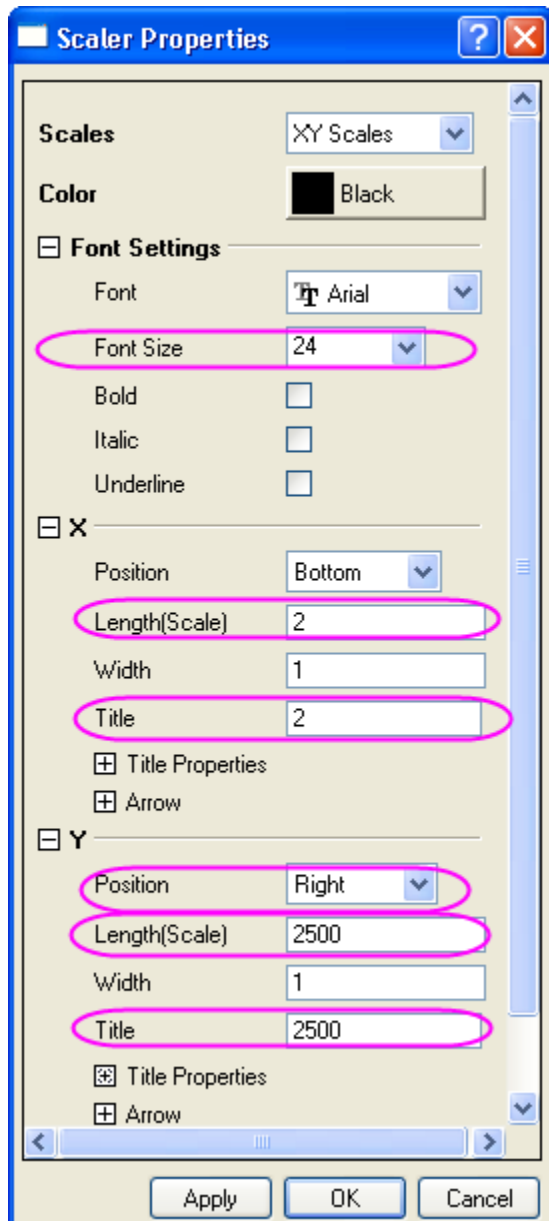 Scaler Properties
Scales XY Scales
Color Black
Font Settings
Font Arial
Font Size 24
Bold
Italic
Underline
X
Position Bottom
Length(Scale) 2
Width 1
Title 2
Title Properties
Arrow
Y
Position Right
Length(Scale) 2500
Width 1
Title 2500
Title Properties
Arrow
Apply OK Cancel